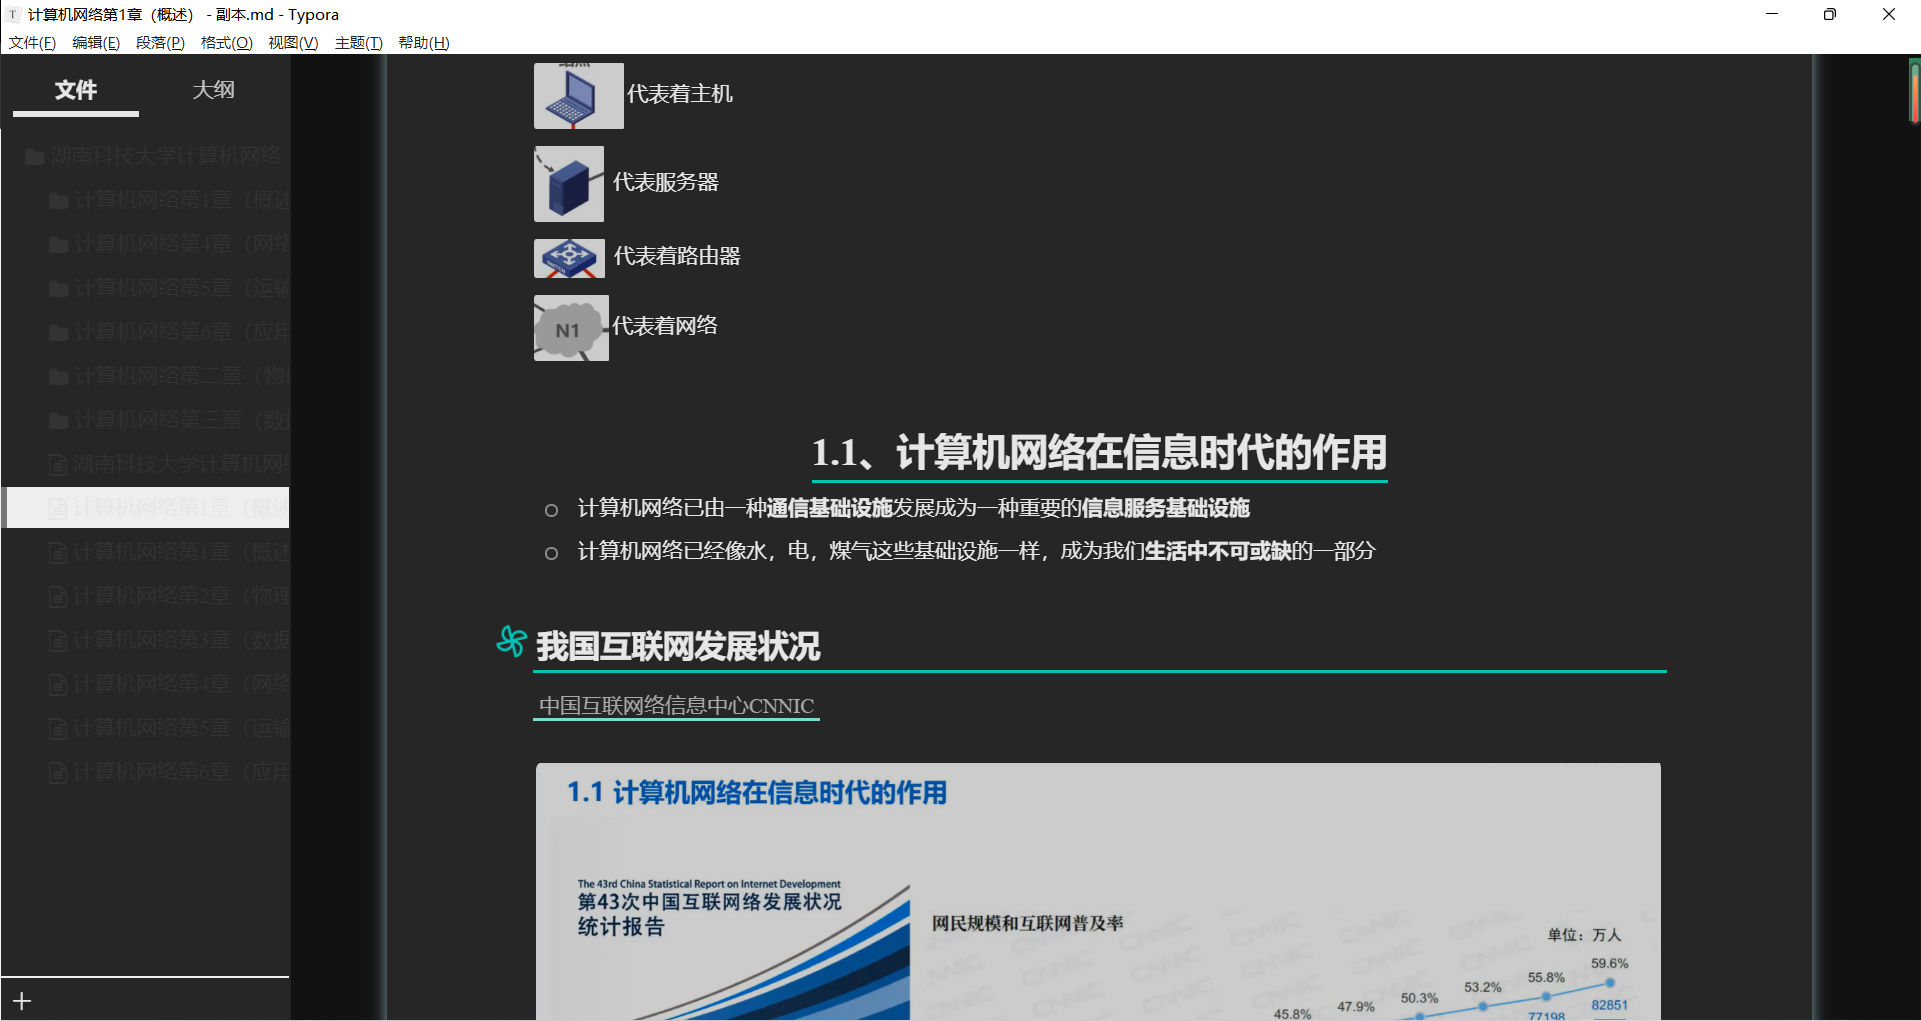 计算机网络第1章（概述） - 副本.md - Typora
文件(F) 编辑(E) 段落(P) 格式(O) 视图(V) 主题(T) 帮助(H)
文件 大纲
湖南科技大学计算机网络
计算机网络第1章（概述
计算机网络第4章（网络
计算机网络第5章（运输
计算机网络第6章（应用
计算机网络第二章（物理
计算机网络第三章（数据
湖南科技大学计算机网络
计算机网络第1章（概述
计算机网络第1章（概述
计算机网络第2章（物理
计算机网络第3章（数据
计算机网络第4章（网络
计算机网络第5章（运输
计算机网络第6章（应用
代表着主机
代表服务器
SWITCH
代表着路由器
N1
代表着网络
1.1、计算机网络在信息时代的作用
计算机网络已由一种通信基础设施发展成为一种重要的信息服务基础设施
计算机网络已经像水，电，煤气这些基础设施一样，成为我们生活中不可或缺的一部分
我国互联网发展状况
中国互联网络信息中心CNNIC
1.1 计算机网络在信息时代的作用
The 43rd China Statistical Report on Internet Development
第43次中国互联网络发展状况
统计报告
网民规模和互联网普及率
单位：万人
45.8% 47.9% 50.3% 53.2% 55.8% 59.6%
77198 82851